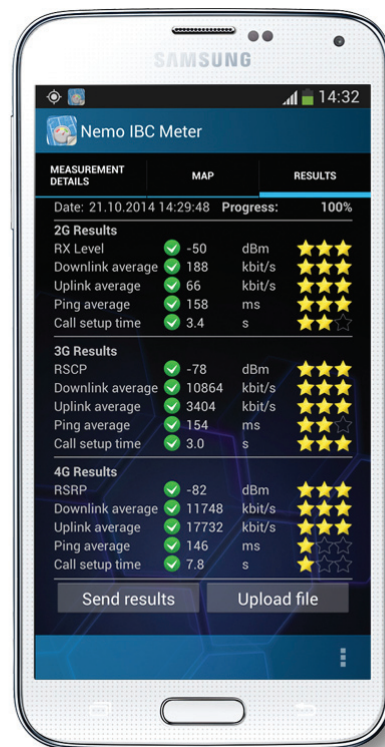 SAMSUNG
14:32
Nemo IBC Meter
MEASUREMENT DETAILS MAP RESULTS
Date: 21.10.2014 14:29:48 Progress: 100%
2G Results
RX Level -50 dBm
Downlink average 188 kbit/s
Uplink average 66 kbit/s
Ping average 158 ms
Call setup time 3.4 s
3G Results
RSCP -78 dBm
Downlink average 10864 kbit/s
Uplink average 3404 kbit/s
Ping average 154 ms
Call setup time 3.0 s
4G Results
RSRP -82 dBm
Downlink average 11748 kbit/s
Uplink average 17732 kbit/s
Ping average 146 ms
Call setup time 7.8 s
Send results Upload file